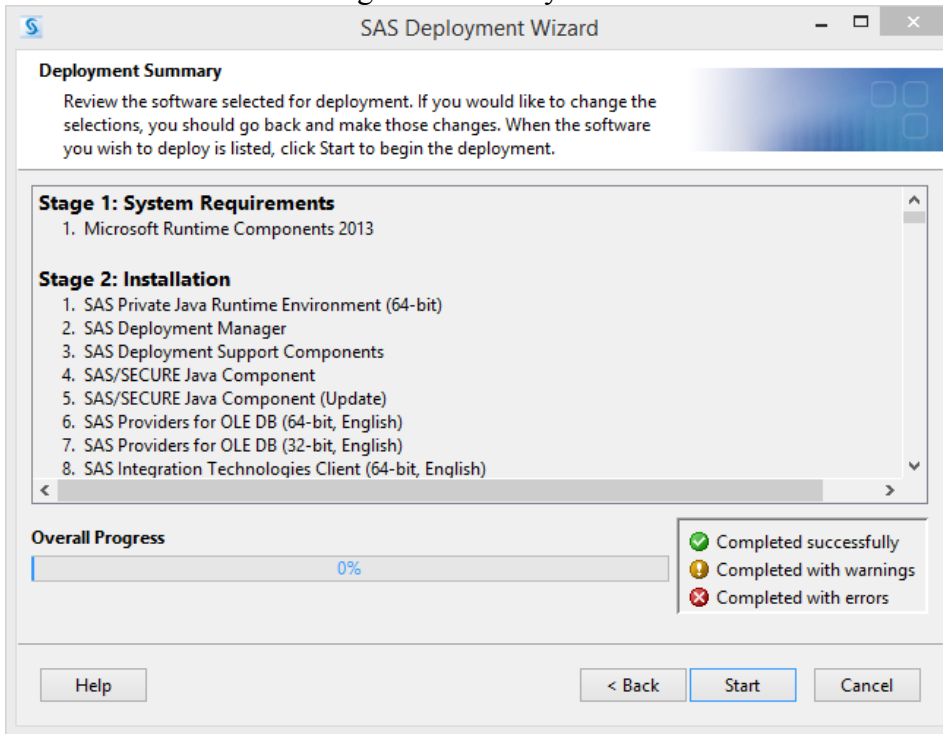 SAS Deployment Wizard
Deployment Summary
Review the software selected for deployment. If you would like to change the
selections, you should go back and make those changes. When the software
you wish to deploy is listed, click Start to begin the deployment.
Stage 1: System Requirements
1. Microsoft Runtime Components 2013
Stage 2: Installation
1. SAS Private Java Runtime Environment (64-bit)
2. SAS Deployment Manager
3. SAS Deployment Support Components
4. SAS/SECURE Java Component
5. SAS/SECURE Java Component (Update)
6. SAS Providers for OLE DB (64-bit, English)
7. SAS Providers for OLE DB (32-bit, English)
8. SAS Integration Technologies Client (64-bit, English)
Overall Progress
0%
Completed successfully
Completed with warnings
Completed with errors
Help
< Back
Start
Cancel